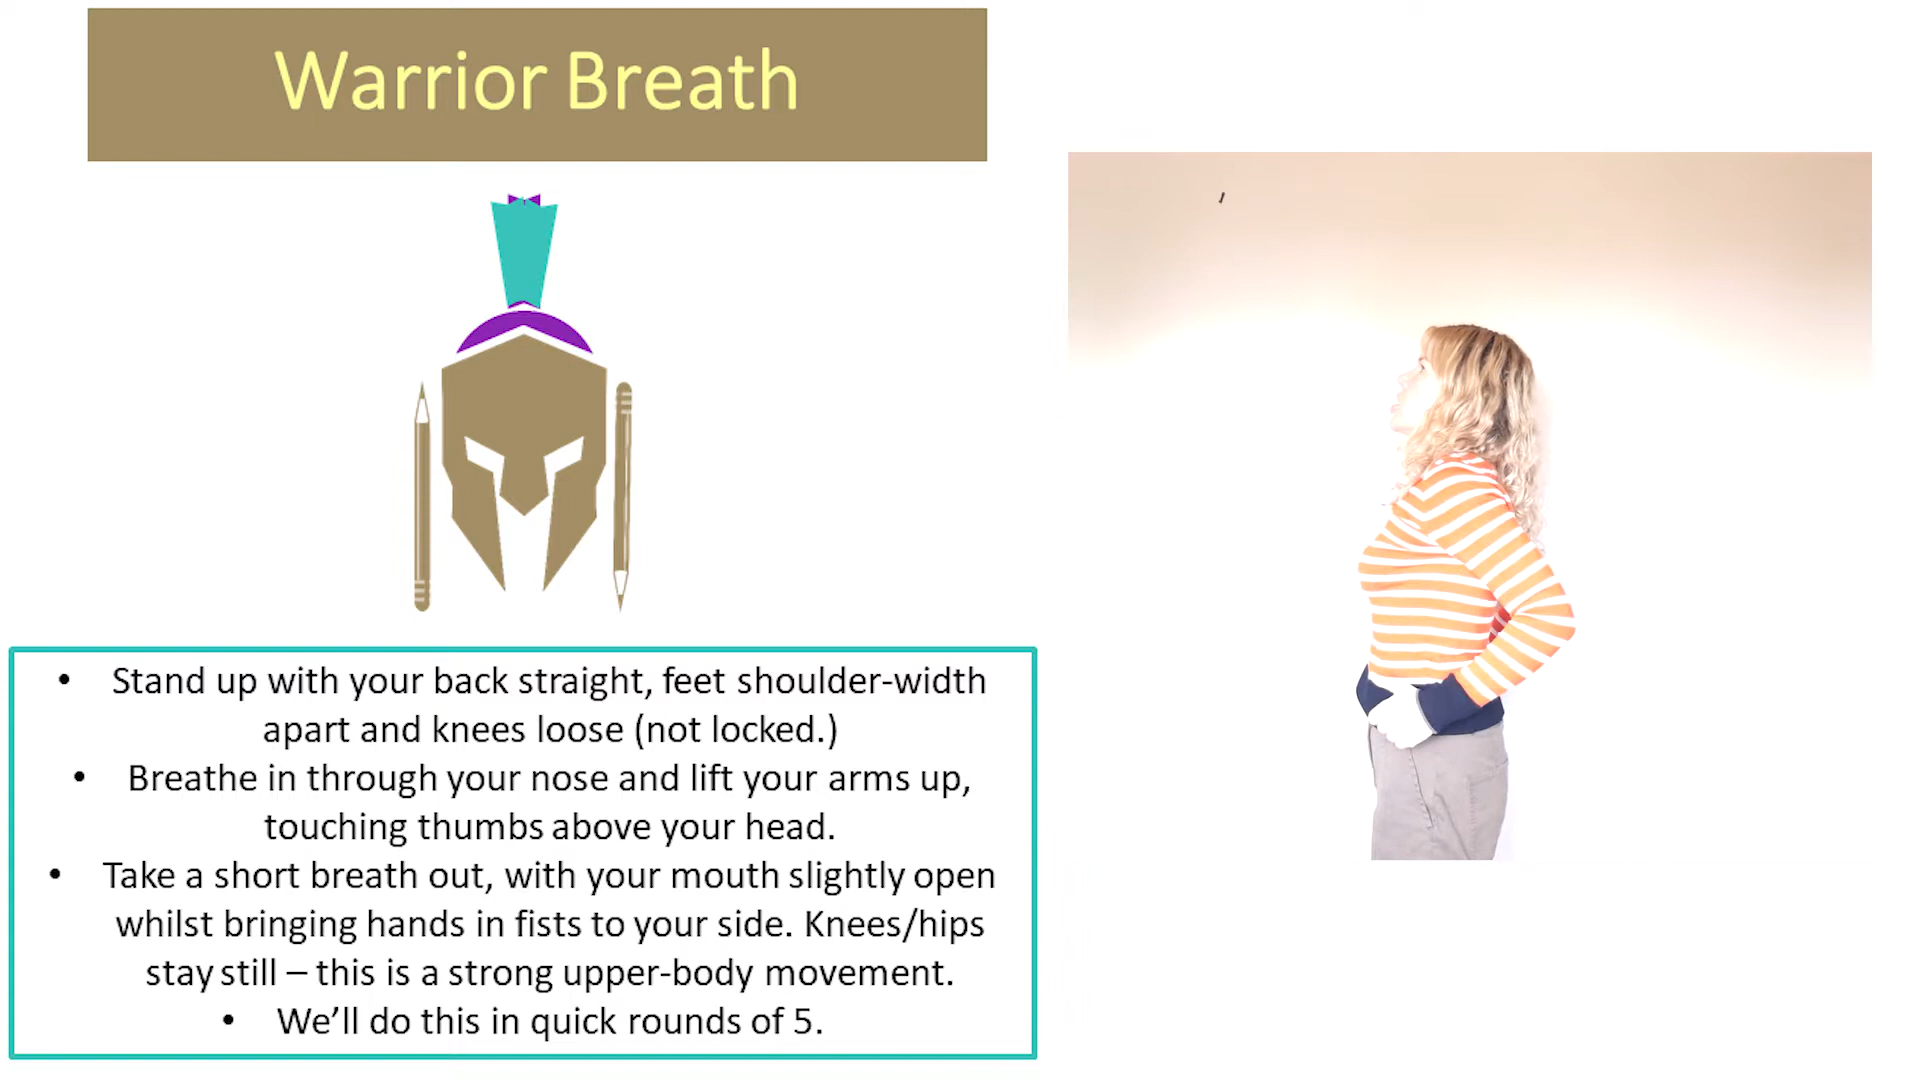 Warrior Breath
• Stand up with your back straight, feet shoulder-width
apart and knees loose (not locked.)
• Breathe in through your nose and lift your arms up,
touching thumbs above your head.
• Take a short breath out, with your mouth slightly open
whilst bringing hands in fists to your side. Knees/hips
stay still – this is a strong upper-body movement.
• We’ll do this in quick rounds of 5.